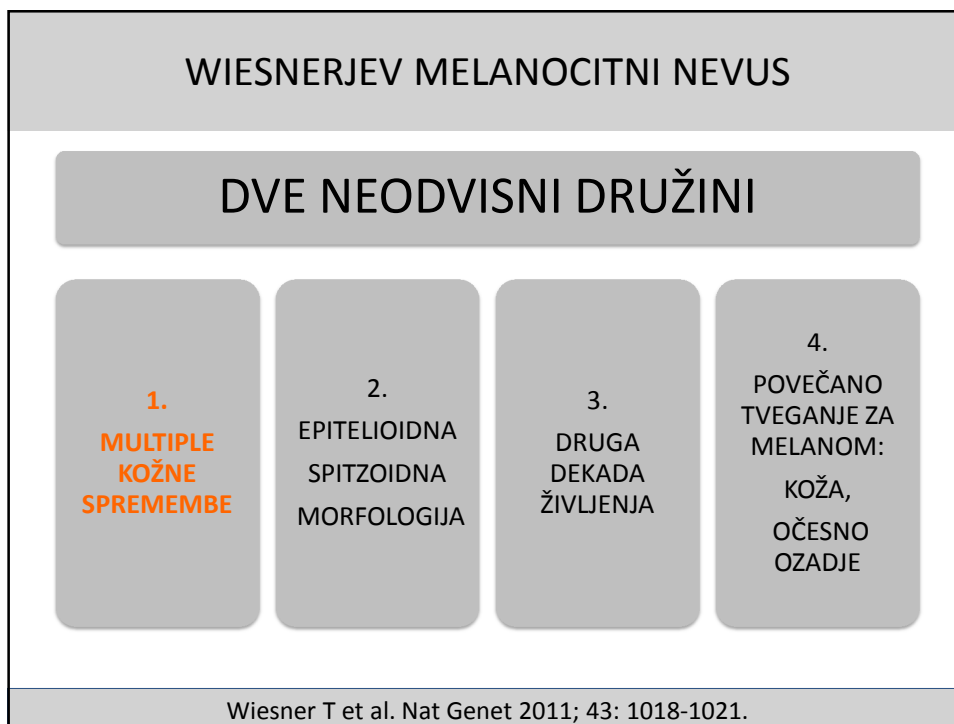 WIESNERJEV MELANOCITNI NEVUS
DVE NEODVISNI DRUŽINI
1.
MULTIPLE
KOŽNE
SPREMEMBE
2.
EPITELIOIDNA
SPITZOIDNA
MORFOLOGIJA
3.
DRUGA
DEKADA
ŽIVLJENJA
4.
POVEČANO
TVEGANJE ZA
MELANOM:
KOŽA,
OČESNO
OZADJE
Wiesner T et al. Nat Genet 2011; 43: 1018-1021.